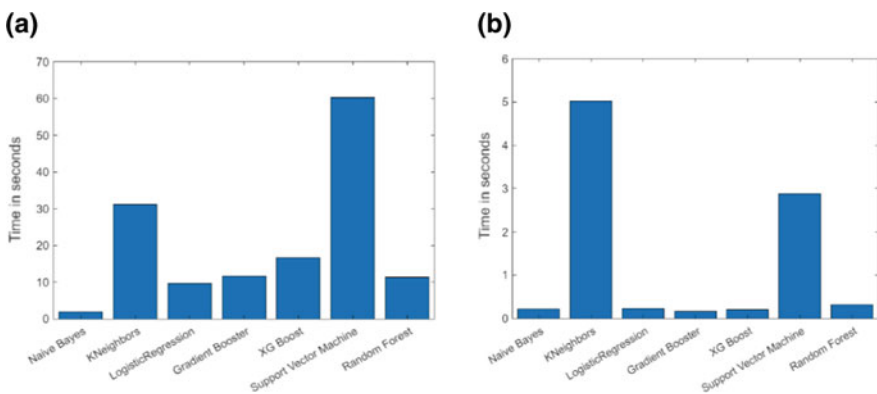 (a)
Time in seconds
70
60
50
40
30
20
10
0
Naive Bayes
KNeighbors
LogisticRegression
Gradient Booster
XG Boost
Support Vector Machine
Random Forest
(b)
Time in seconds
6
5
4
3
2
1
0
Naive Bayes
KNeighbors
LogisticRegression
Gradient Booster
XG Boost
Support Vector Machine
Random Forest